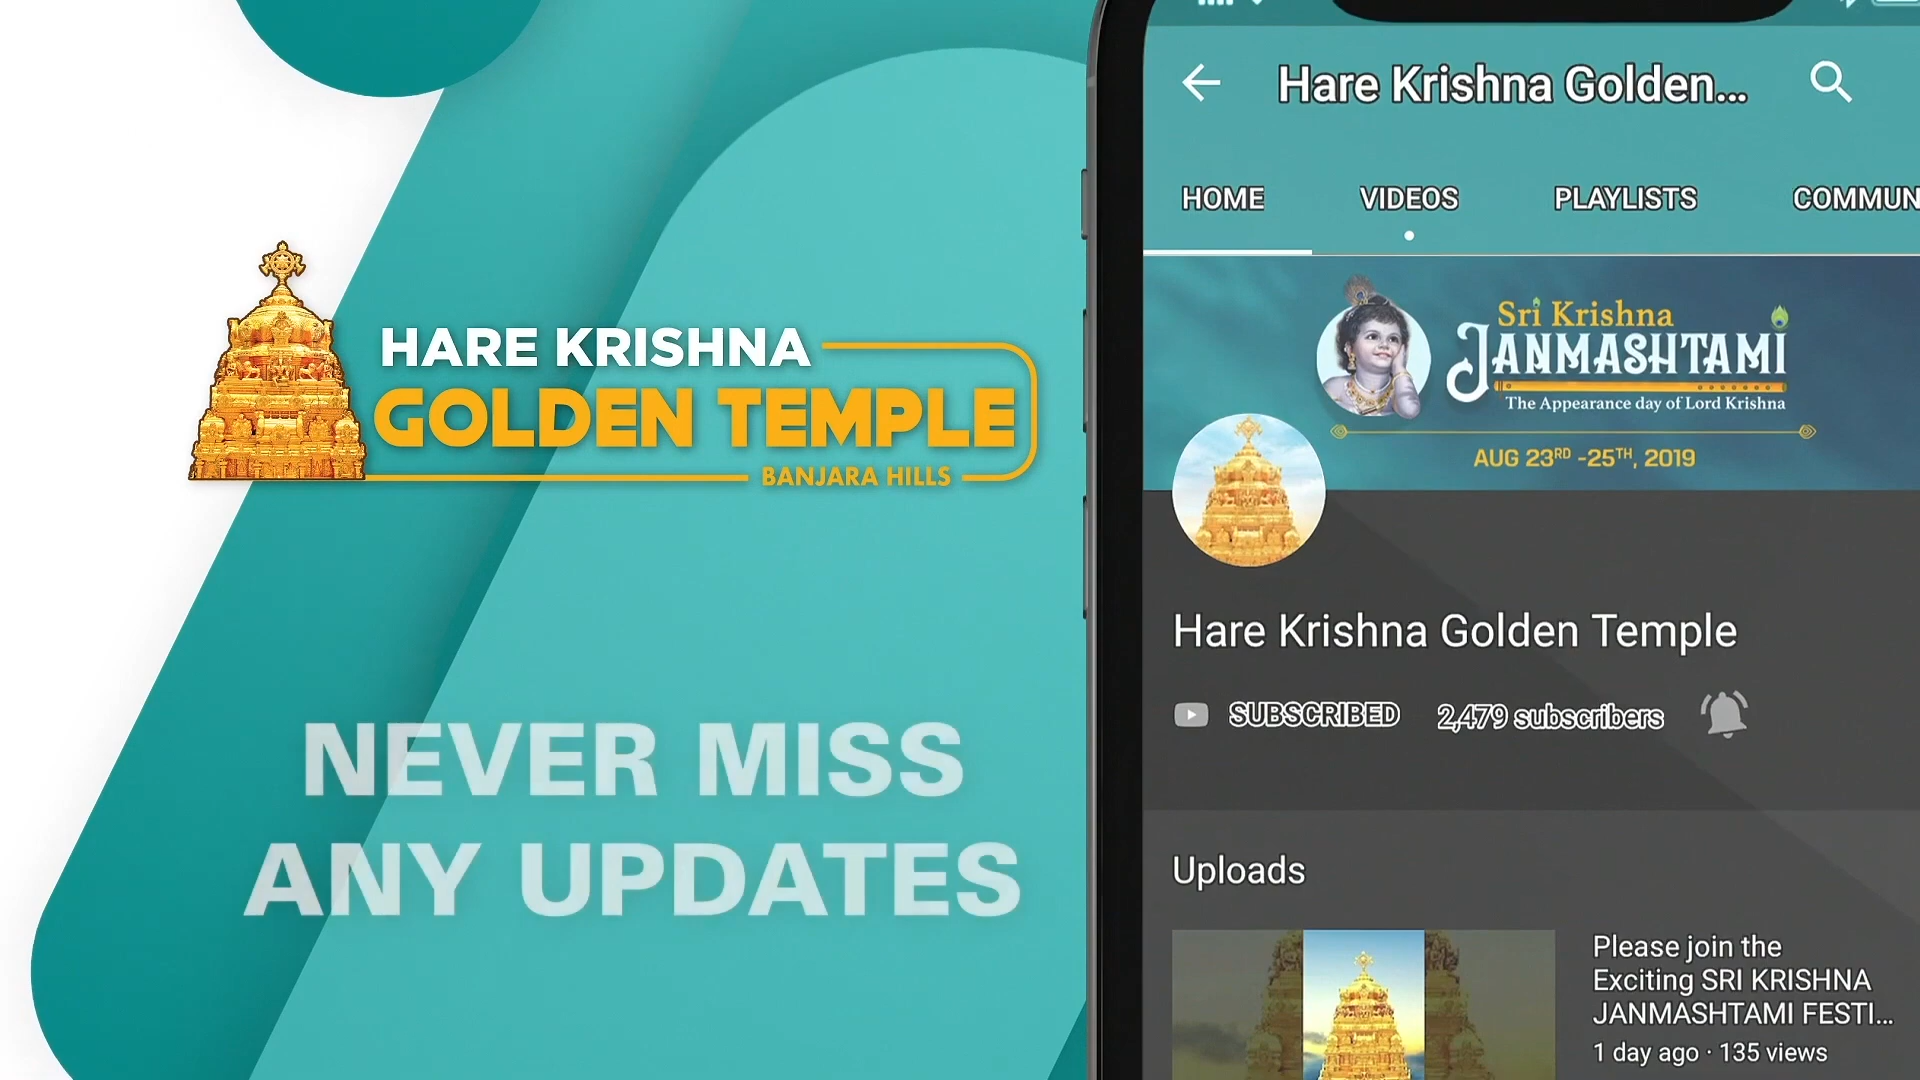 HARE KRISHNA
GOLDEN TEMPLE
BANJARA HILLS
NEVER MISS
ANY UPDATES
Hare Krishna Golden...
HOME VIDEOS PLAYLISTS COMMUN
Sri Krishna
JANMASHTAMI
The Appearance day of Lord Krishna
AUG 23RD -25TH, 2019
Hare Krishna Golden Temple
SUBSCRIBED 2,479 subscribers
Uploads
Please join the
Exciting SRI KRISHNA
JANMASHTAMI FESTI...
1 day ago · 135 views